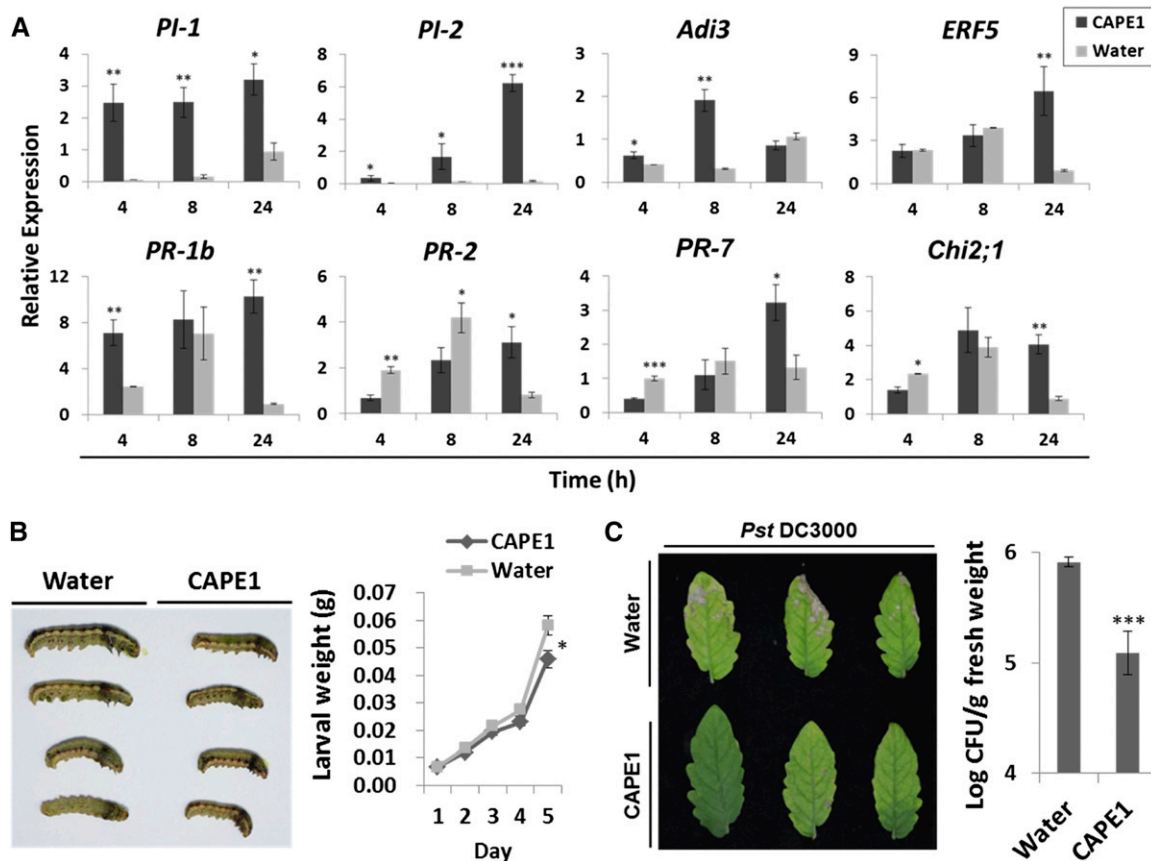 A
PI-1 PI-2 Adi3 ERF5
CAPE1
Water
Relative Expression
4
3
2
1
0
** ** *
4 8 24
8
6
4
2
0
* * ***
4 8 24
3
2
1
0
* **
4 8 24
9
6
3
0
**
4 8 24
PR-1b PR-2 PR-7 Chi2;1
12
9
6
3
0
** **
4 8 24
6
4
2
0
** * *
4 8 24
4
3
2
1
0
*** *
4 8 24
8
6
4
2
0
* **
4 8 24
Time (h)
B
Water CAPE1
CAPE1
Water
Larval weight (g)
0.07
0.06
0.05
0.04
0.03
0.02
0.01
0.00
*
1 2 3 4 5
Day
C
Pst DC3000
Water
CAPE1
Log CFU/g fresh weight
6
5
4
***
Water CAPE1